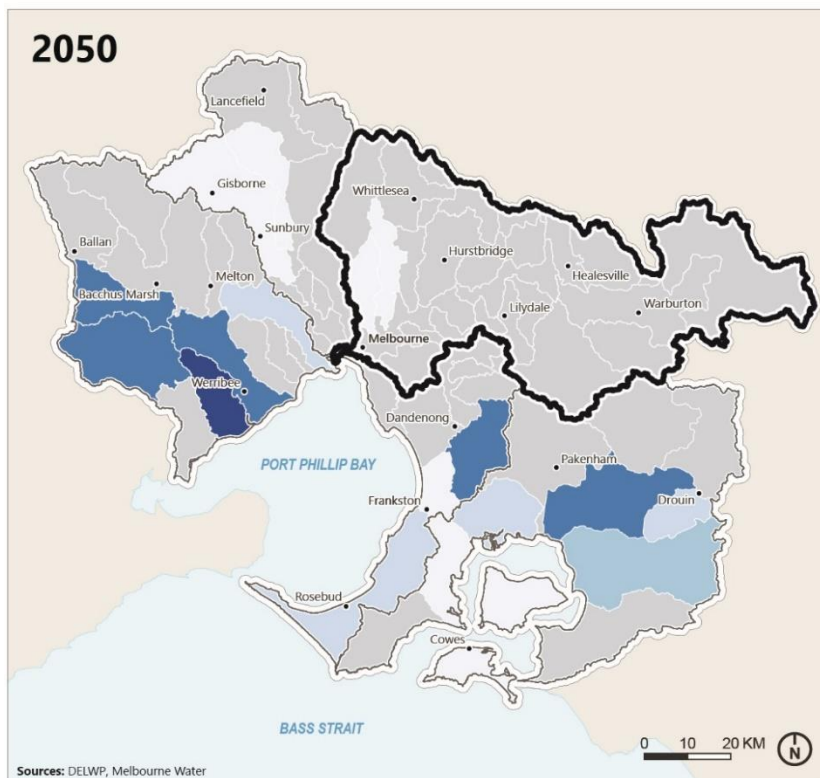 2050
Lancefield
Gisborne
Whittlesea
Sunbury
Ballan
Hurstbridge
Healesville
Bacchus Marsh
Melton
Lilydale
Warburton
Melbourne
Werribee
Dandenong
PORT PHILLIP BAY
Pakenham
Frankston
Drouin
Rosebud
Cowes
BASS STRAIT
0 10 20 KM
N
Sources: DELWP, Melbourne Water